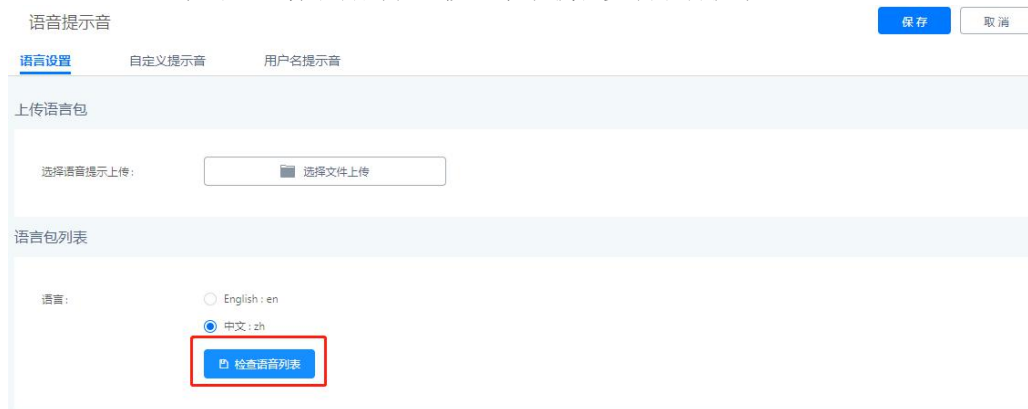 语音提示音
保存
取消
语言设置
自定义提示音
用户名提示音
上传语言包
选择语音提示上传:
选择文件上传
语言包列表
语言:
English : en
中文 : zh
检查语音列表